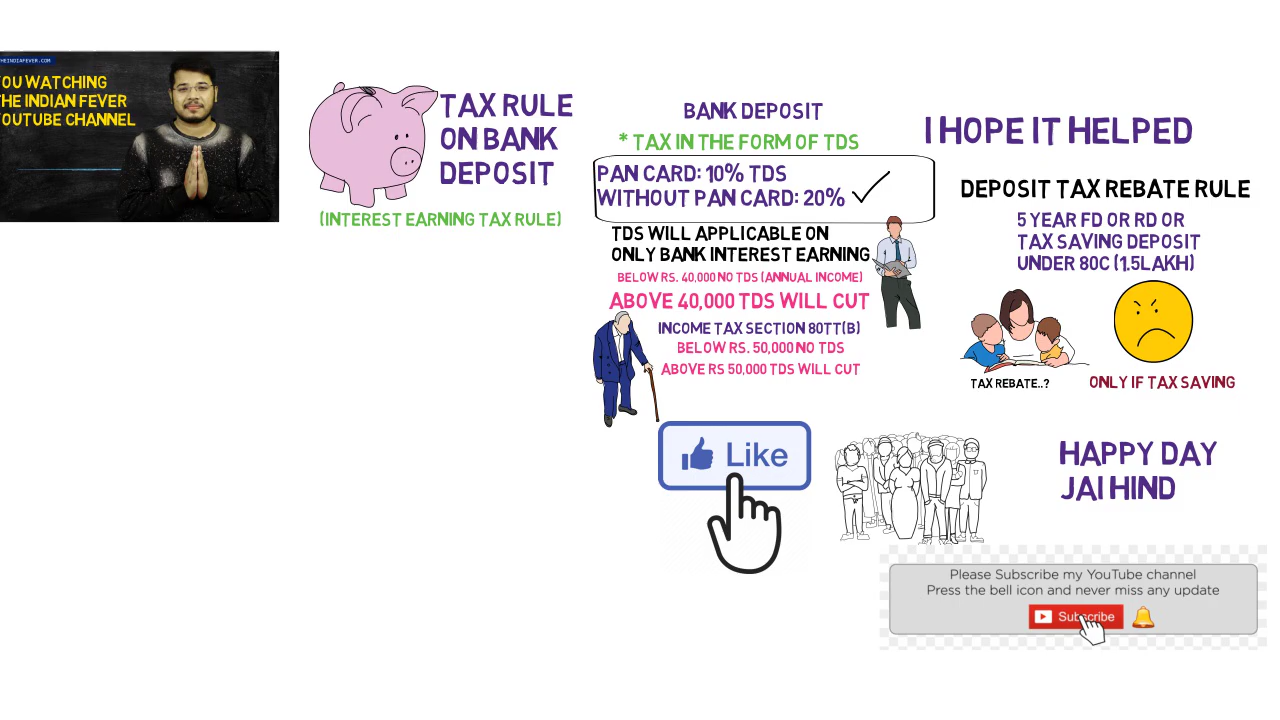 HEINDIAFEVER.COM
OU WATCHING
HE INDIAN FEVER
OUTUBE CHANNEL
TAX RULE
ON BANK
DEPOSIT
(INTEREST EARNING TAX RULE)
BANK DEPOSIT
* TAX IN THE FORM OF TDS
PAN CARD: 10% TDS
WITHOUT PAN CARD: 20%
TDS WILL APPLICABLE ON
ONLY BANK INTEREST EARNING
BELOW RS. 40,000 NO TDS (ANNUAL INCOME)
ABOVE 40,000 TDS WILL CUT
INCOME TAX SECTION 80TT(B)
BELOW RS. 50,000 NO TDS
ABOVE RS 50,000 TDS WILL CUT
Like
I HOPE IT HELPED
DEPOSIT TAX REBATE RULE
5 YEAR FD OR RD OR
TAX SAVING DEPOSIT
UNDER 80C (1.5LAKH)
TAX REBATE..?
ONLY IF TAX SAVING
HAPPY DAY
JAI HIND
Please Subscribe my YouTube channel
Press the bell icon and never miss any update
Subscribe